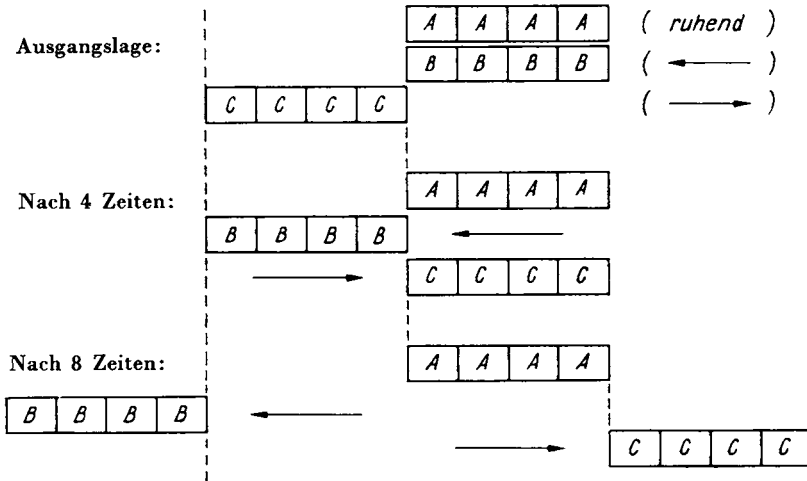 A A A A ( ruhend )
Ausgangslage:
B B B B ( ← )
C C C C ( → )
A A A A
Nach 4 Zeiten:
B B B B ←
→ C C C C
Nach 8 Zeiten: A A A A
B B B B ←
→ C C C C